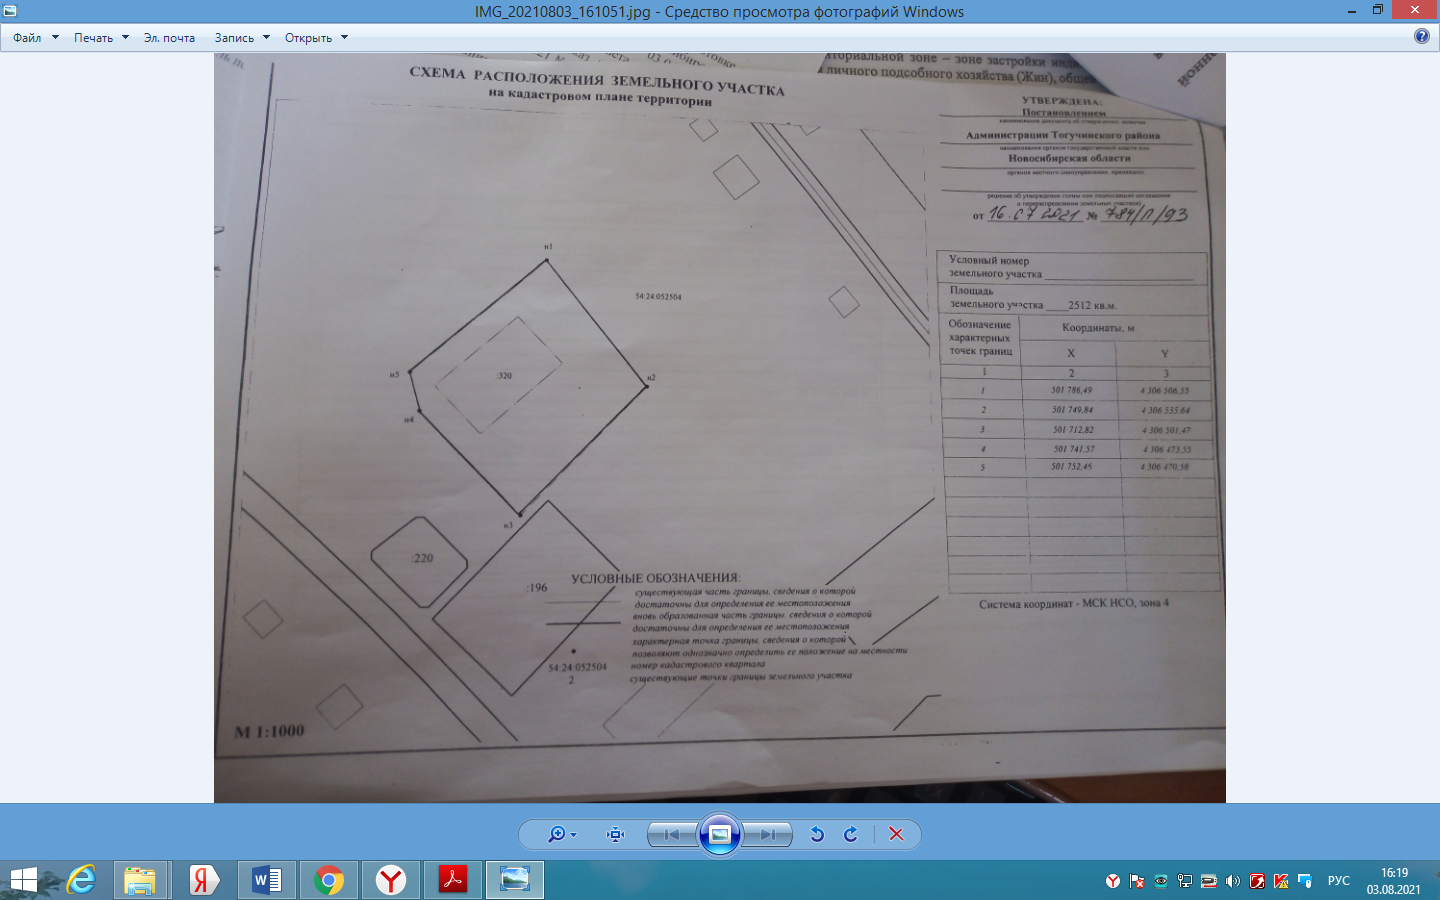 IMG_20210803_161051.jpg - Средство просмотра фотографий Windows
Файл Печать Эл. почта Запись Открыть
ториальной зоне – зоне застройки
личного подсобного хозяйства (Жин),
СХЕМА РАСПОЛОЖЕНИЯ ЗЕМЕЛЬНОГО УЧАСТКА
на кадастровом плане территории
УТВЕРЖДЕНА:
Постановлением
Администрации Тогучинского района
Новосибирской области
от 16.07.2021 № 784/П/93
н1
54:24:052504
:320
н5
н2
н4
н3
:220
:196
Условный номер
земельного участка
Площадь
земельного участка 2512 кв.м.
Обозначение характерных точек границ Координаты, м
X Y
1 2 3
1 501 786,49 4 306 506,55
2 501 749,84 4 306 535,64
3 501 712,82 4 306 501,47
4 501 741,57 4 306 473,55
5 501 752,45 4 306 470,58
Система координат - МСК НСО, зона 4
УСЛОВНЫЕ ОБОЗНАЧЕНИЯ:
существующая часть границы, сведения о которой
достаточны для определения ее местоположения
вновь образованная часть границы, сведения о которой
достаточны для определения ее местоположения
характерная точка границы, сведения о которой
позволяют однозначно определить ее положение на местности
54:24:052504 номер кадастрового квартала
2 существующие точки границы земельного участка
М 1:1000
РУС
16:19
03.08.2021